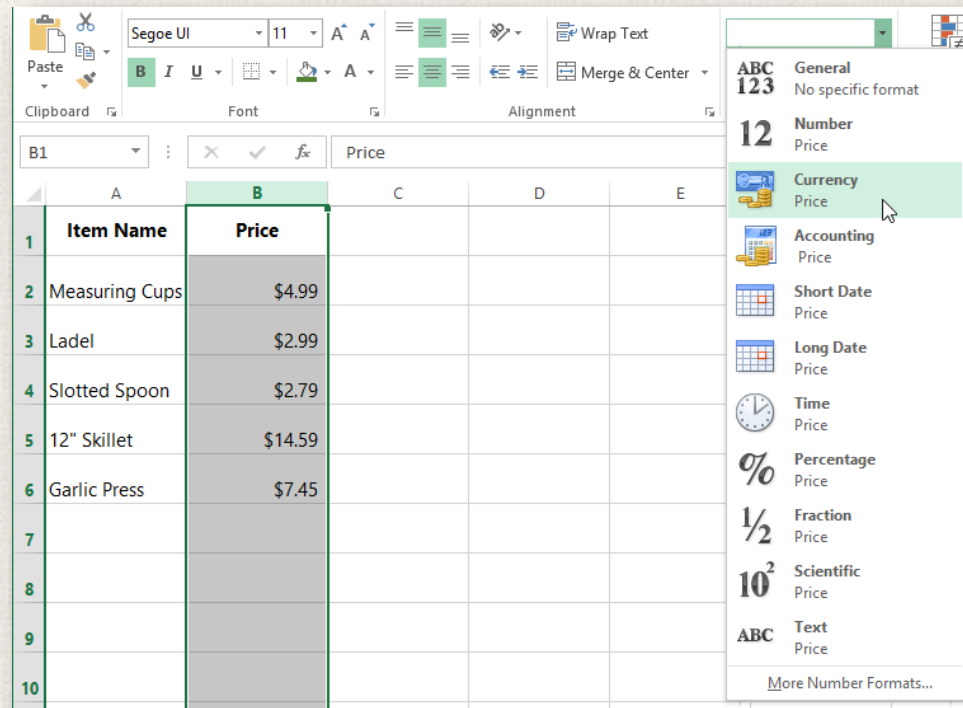 Segoe UI 11 A A Wrap Text
Paste B I U A Merge & Center
Clipboard Font Alignment
B1 fx Price
A B C D E
1 Item Name Price
2 Measuring Cups $4.99
3 Ladel $2.99
4 Slotted Spoon $2.79
5 12" Skillet $14.59
6 Garlic Press $7.45
7
8
9
10
ABC
123
General
No specific format
12
Number
Price
Currency
Price
Accounting
Price
Short Date
Price
Long Date
Price
Time
Price
%
Percentage
Price
1/2
Fraction
Price
10²
Scientific
Price
ABC
Text
Price
More Number Formats...